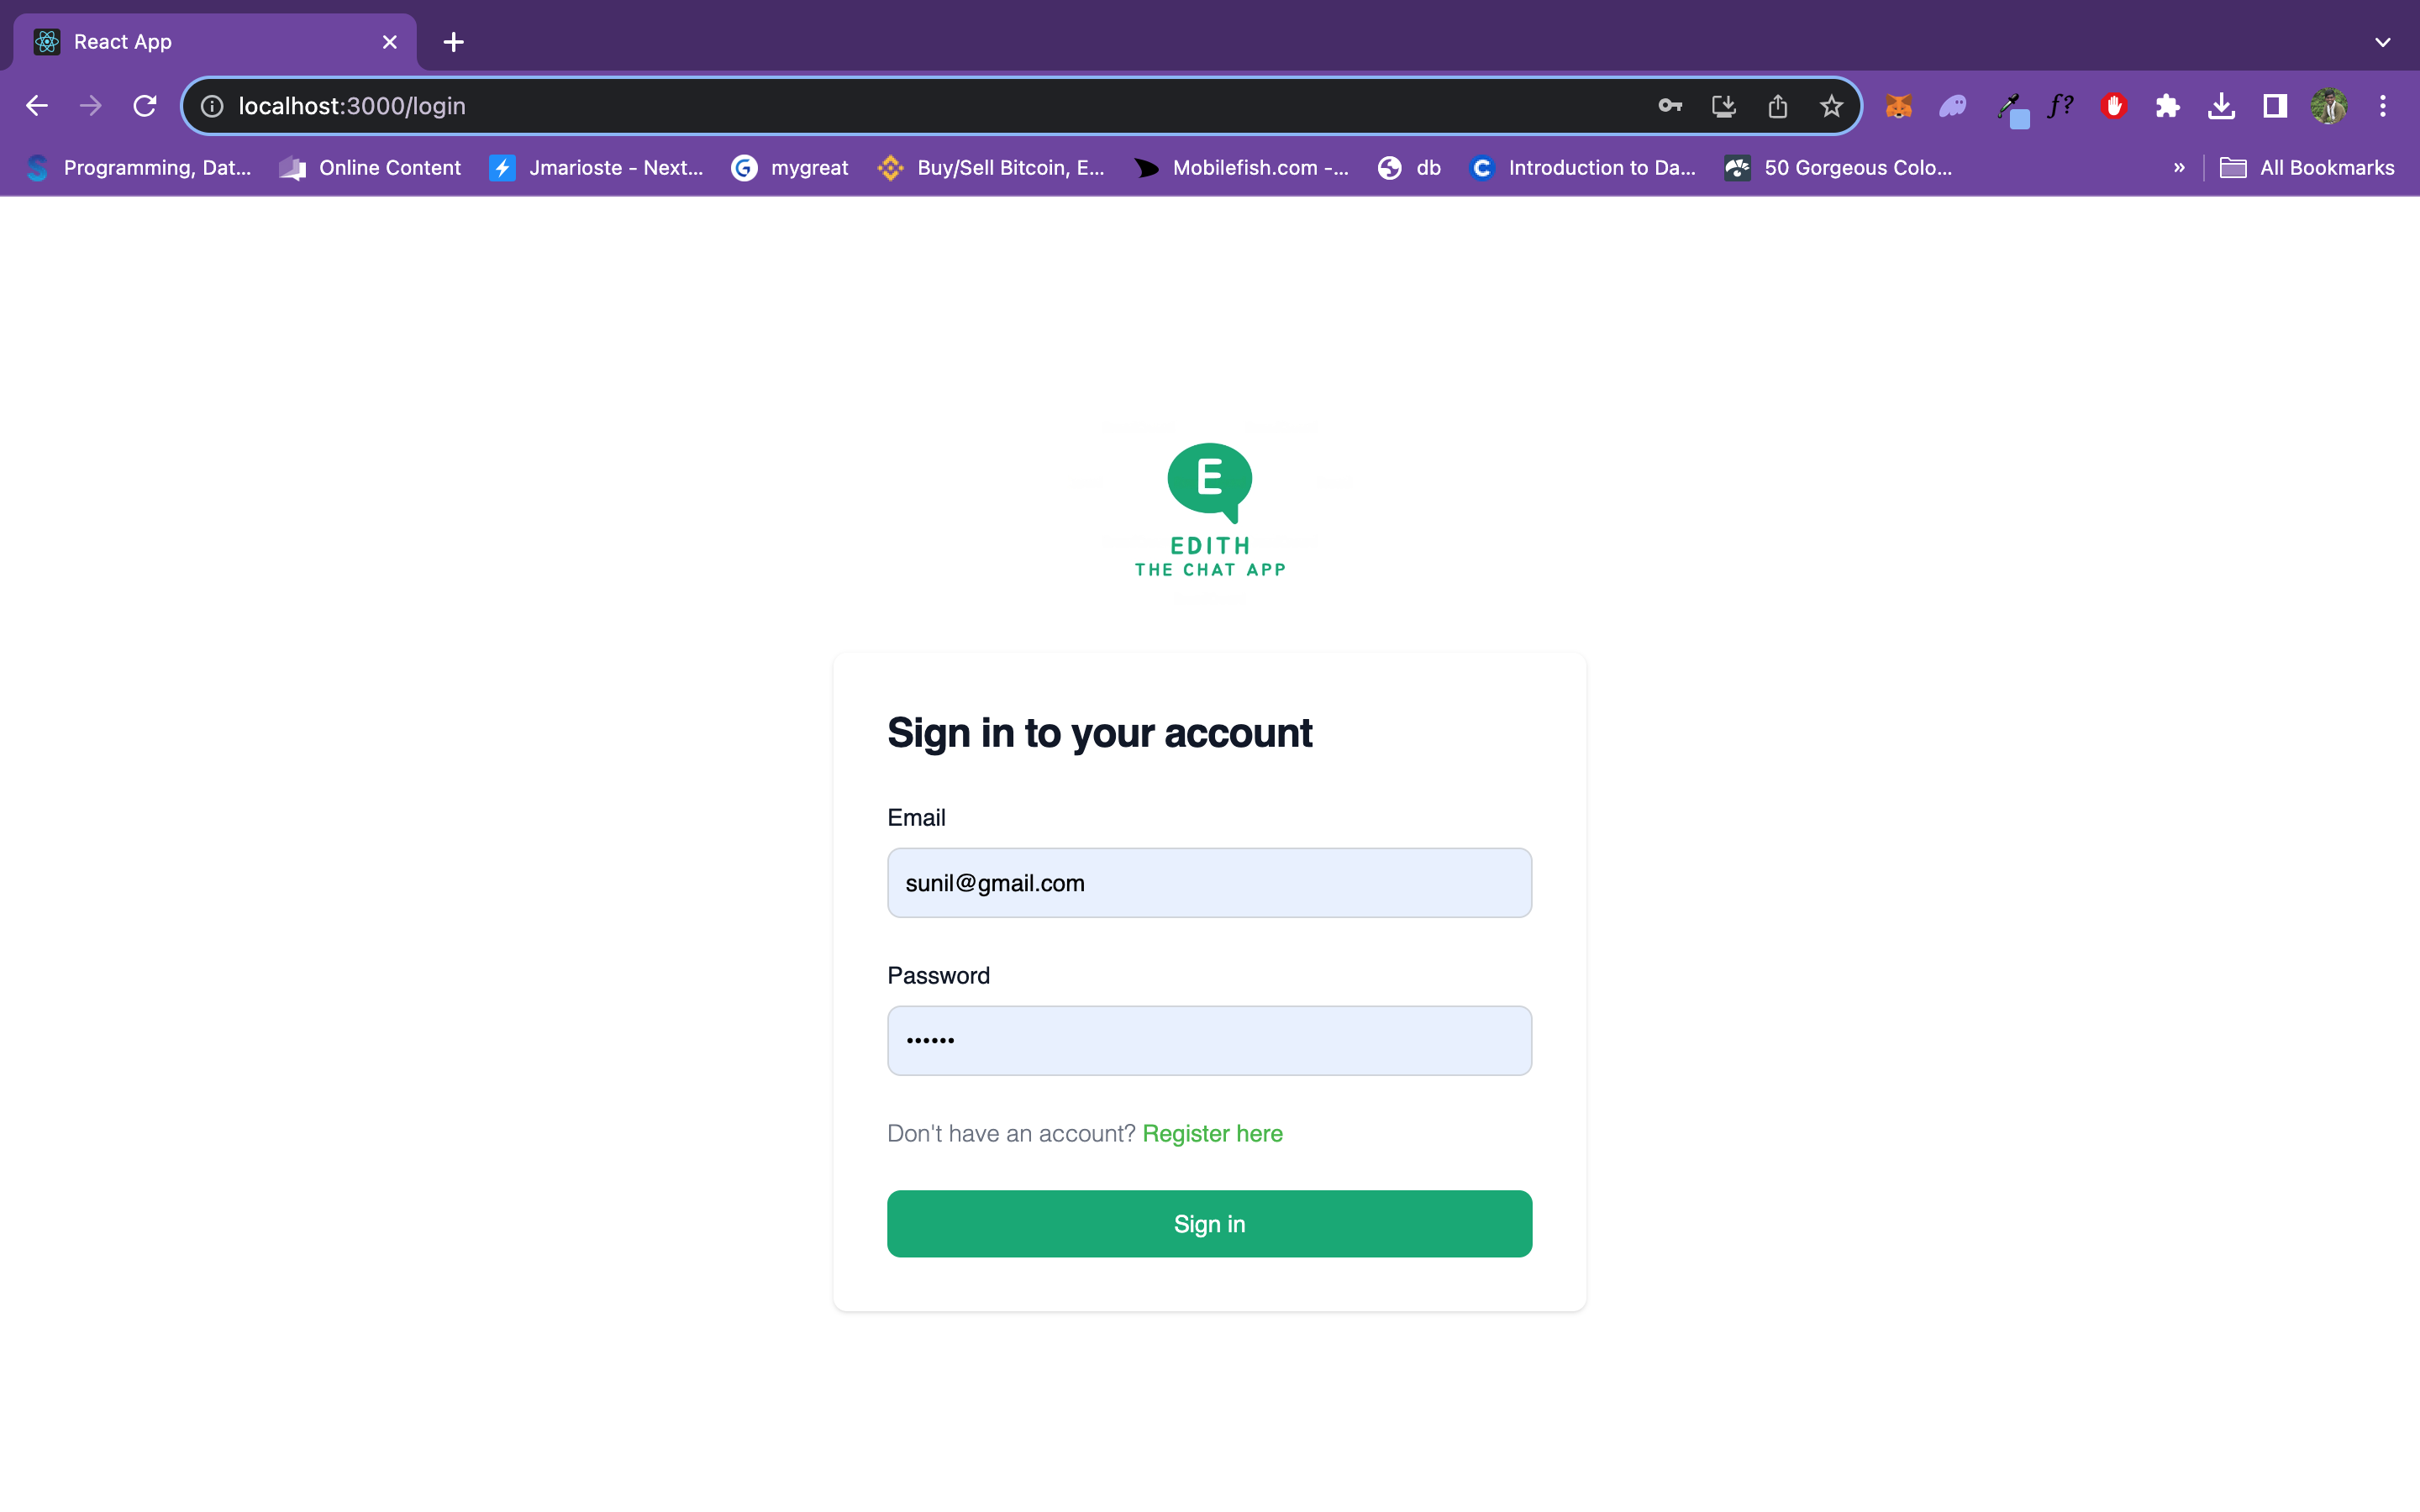 React App
localhost:3000/login
f?
Programming, Dat... Online Content Jmarioste - Next... mygreat Buy/Sell Bitcoin, E... Mobilefish.com -... db Introduction to Da... 50 Gorgeous Colo... » All Bookmarks
E
EDITH
THE CHAT APP
Sign in to your account
Email
sunil@gmail.com
Password
••••••
Don't have an account? Register here
Sign in